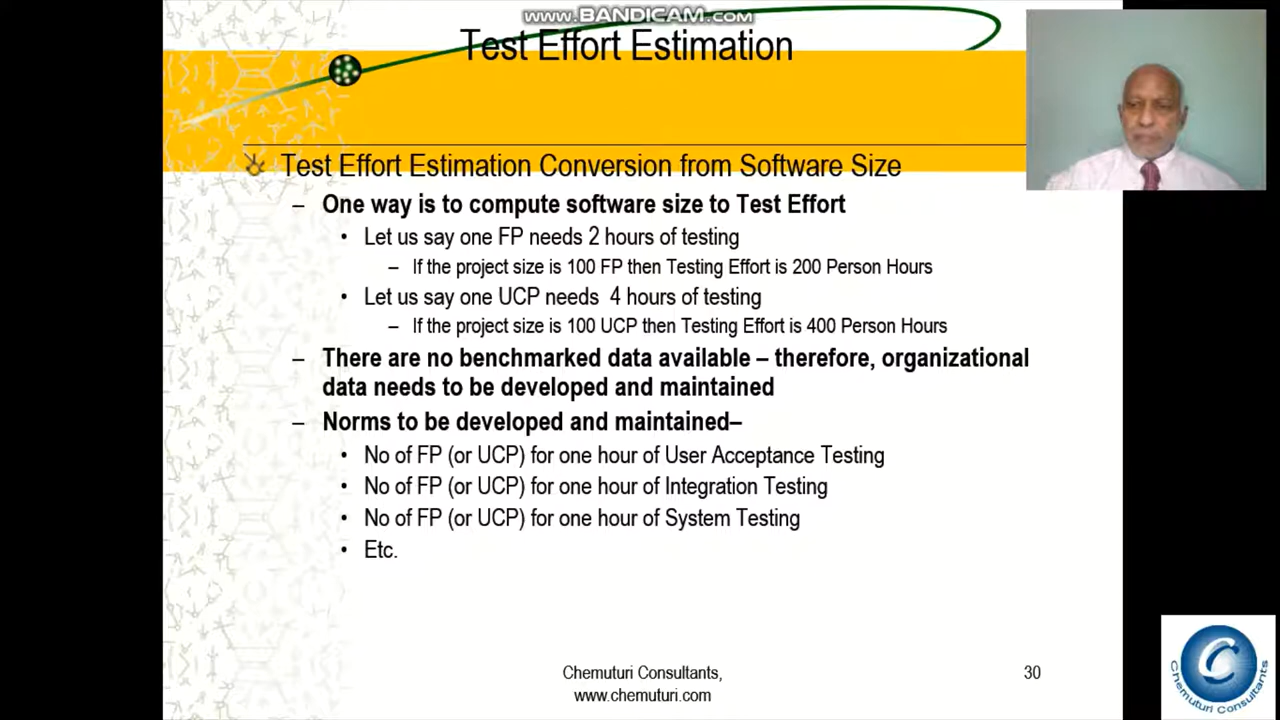 www.BANDICAM.com
Test Effort Estimation
Test Effort Estimation Conversion from Software Size
– One way is to compute software size to Test Effort
• Let us say one FP needs 2 hours of testing
– If the project size is 100 FP then Testing Effort is 200 Person Hours
• Let us say one UCP needs 4 hours of testing
– If the project size is 100 UCP then Testing Effort is 400 Person Hours
– There are no benchmarked data available – therefore, organizational
data needs to be developed and maintained
– Norms to be developed and maintained–
• No of FP (or UCP) for one hour of User Acceptance Testing
• No of FP (or UCP) for one hour of Integration Testing
• No of FP (or UCP) for one hour of System Testing
• Etc.
Chemuturi Consultants,
www.chemuturi.com
30
C
Chemuturi Consultants